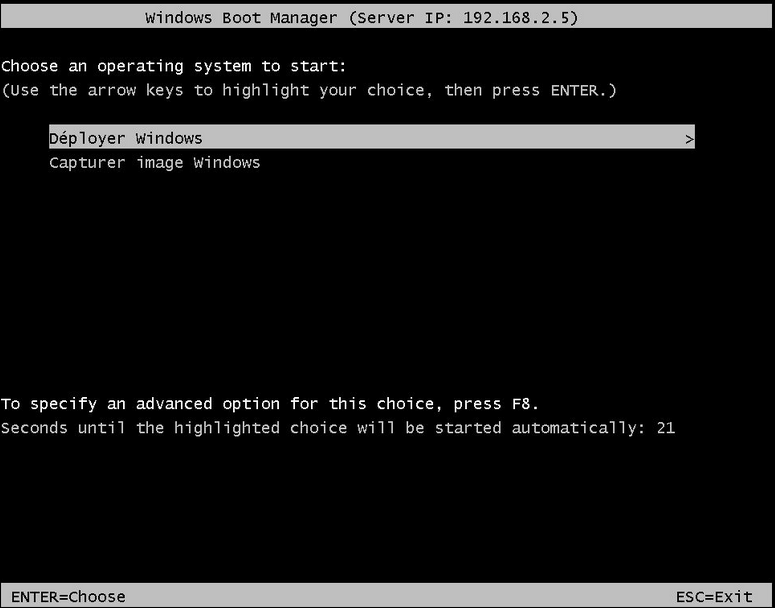 Windows Boot Manager (Server IP: 192.168.2.5)
Choose an operating system to start:
(Use the arrow keys to highlight your choice, then press ENTER.)
Déployer Windows >
Capturer image Windows
To specify an advanced option for this choice, press F8.
Seconds until the highlighted choice will be started automatically: 21
ENTER=Choose ESC=Exit